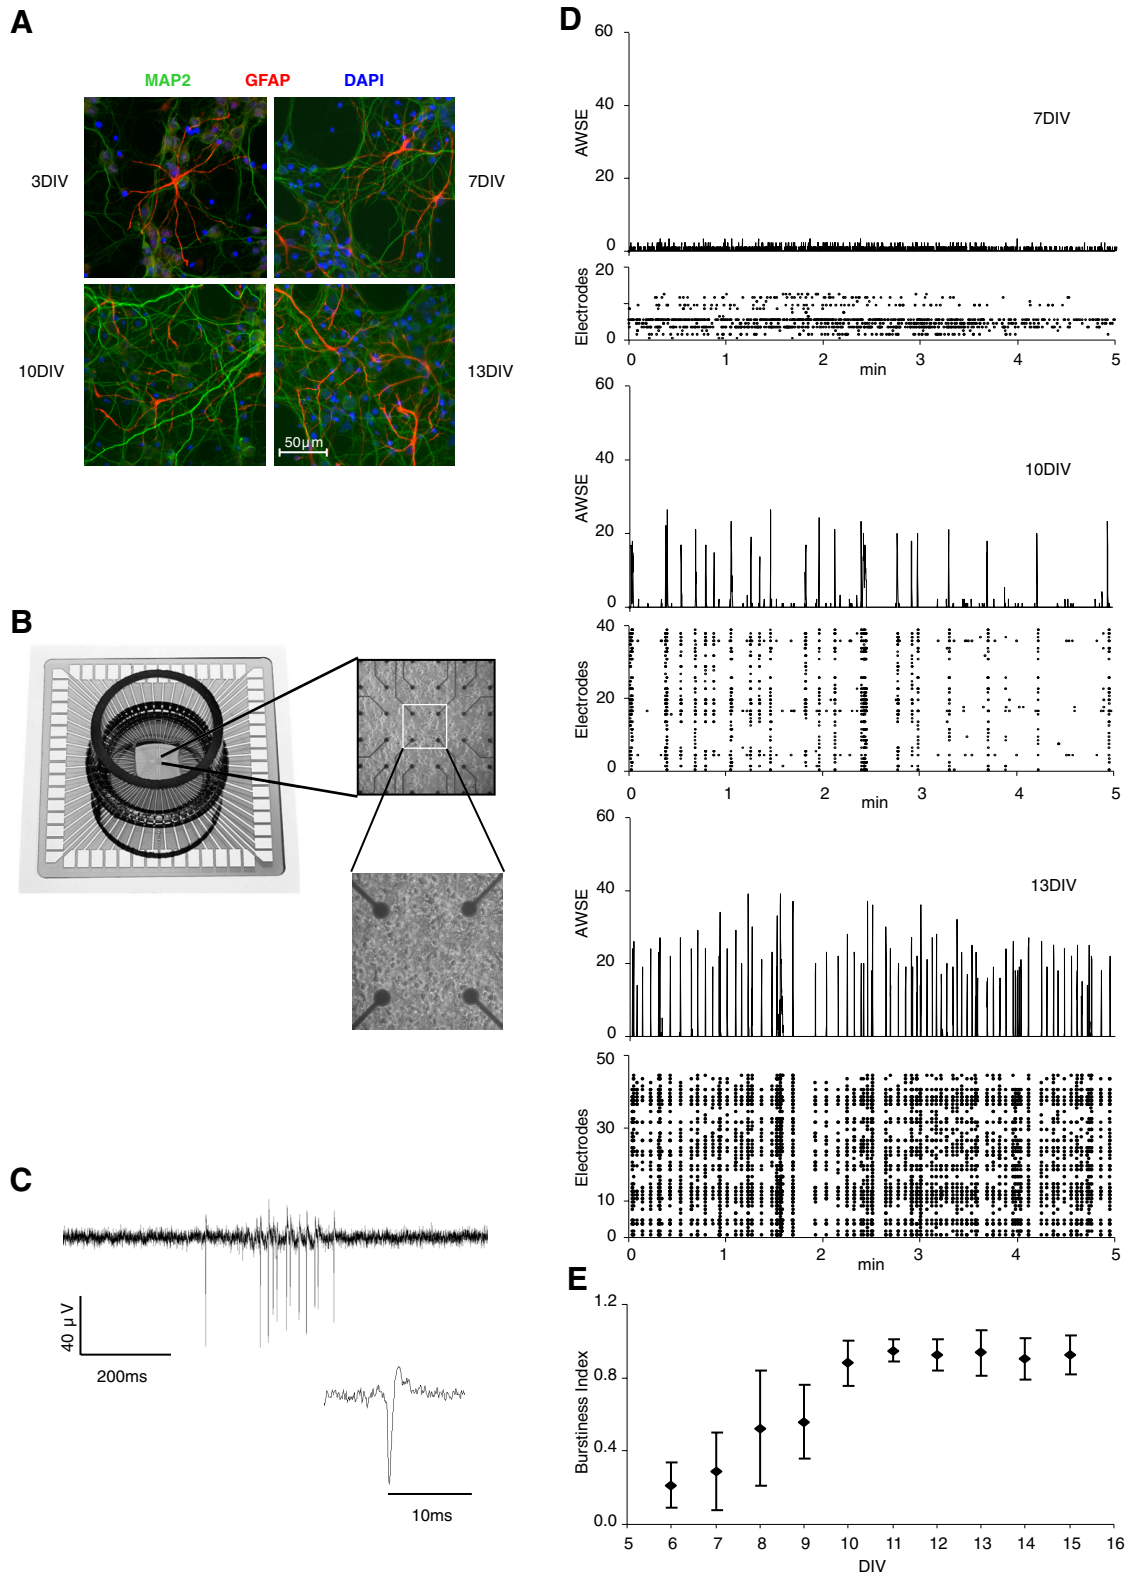 A
MAP2 GFAP DAPI
3DIV
7DIV
10DIV
13DIV
50µm
B
C
40 µ V
200ms
10ms
D
60
40
20
0
AWSE
7DIV
20
0
Electrodes
0 1 2 3 4 5
min
60
40
20
0
AWSE
10DIV
40
20
0
Electrodes
0 1 2 3 4 5
min
60
40
20
0
AWSE
13DIV
50
30
10
0
Electrodes
0 1 2 3 4 5
min
E
1.2
0.8
0.4
0.0
Burstiness Index
5 6 7 8 9 10 11 12 13 14 15 16
DIV